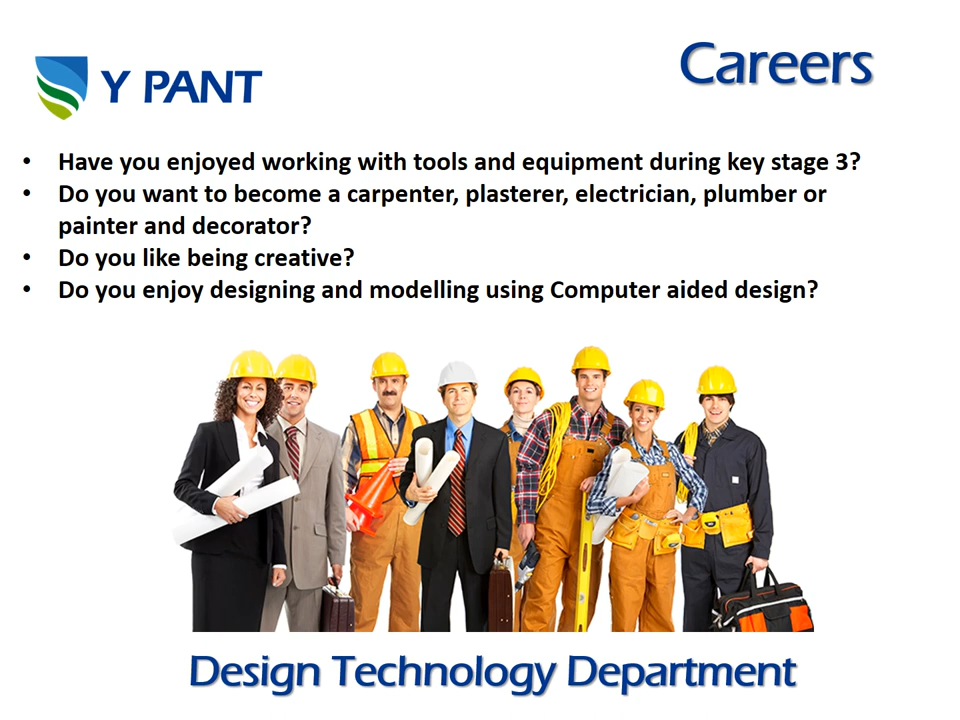 Careers
Y PANT
• Have you enjoyed working with tools and equipment during key stage 3?
• Do you want to become a carpenter, plasterer, electrician, plumber or
painter and decorator?
• Do you like being creative?
• Do you enjoy designing and modelling using Computer aided design?
Design Technology Department